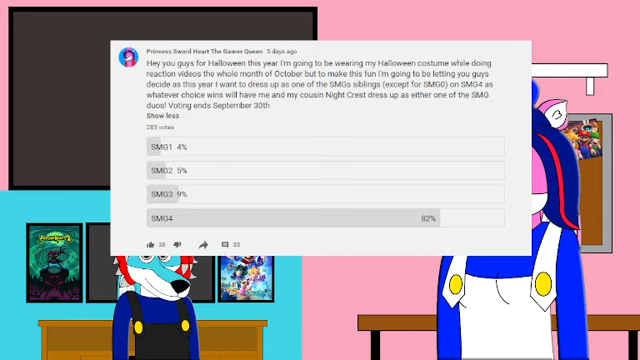 Princess Sword Heart The Gamer Queen 5 days ago
Hey you guys for Halloween this year I'm going to be wearing my Halloween costume while doing
reaction videos the whole month of October but to make this fun I'm going to be letting you guys
decide as this year I want to dress up as one of the SMGs siblings (except for SMG0) on SMG4 as
whatever choice wins will have me and my cousin Night Crest dress up as either one of the SMG
duos! Voting ends September 30th
Show less
283 votes
SMG1 4%
SMG2 5%
SMG3 9%
SMG4 82%
38 33